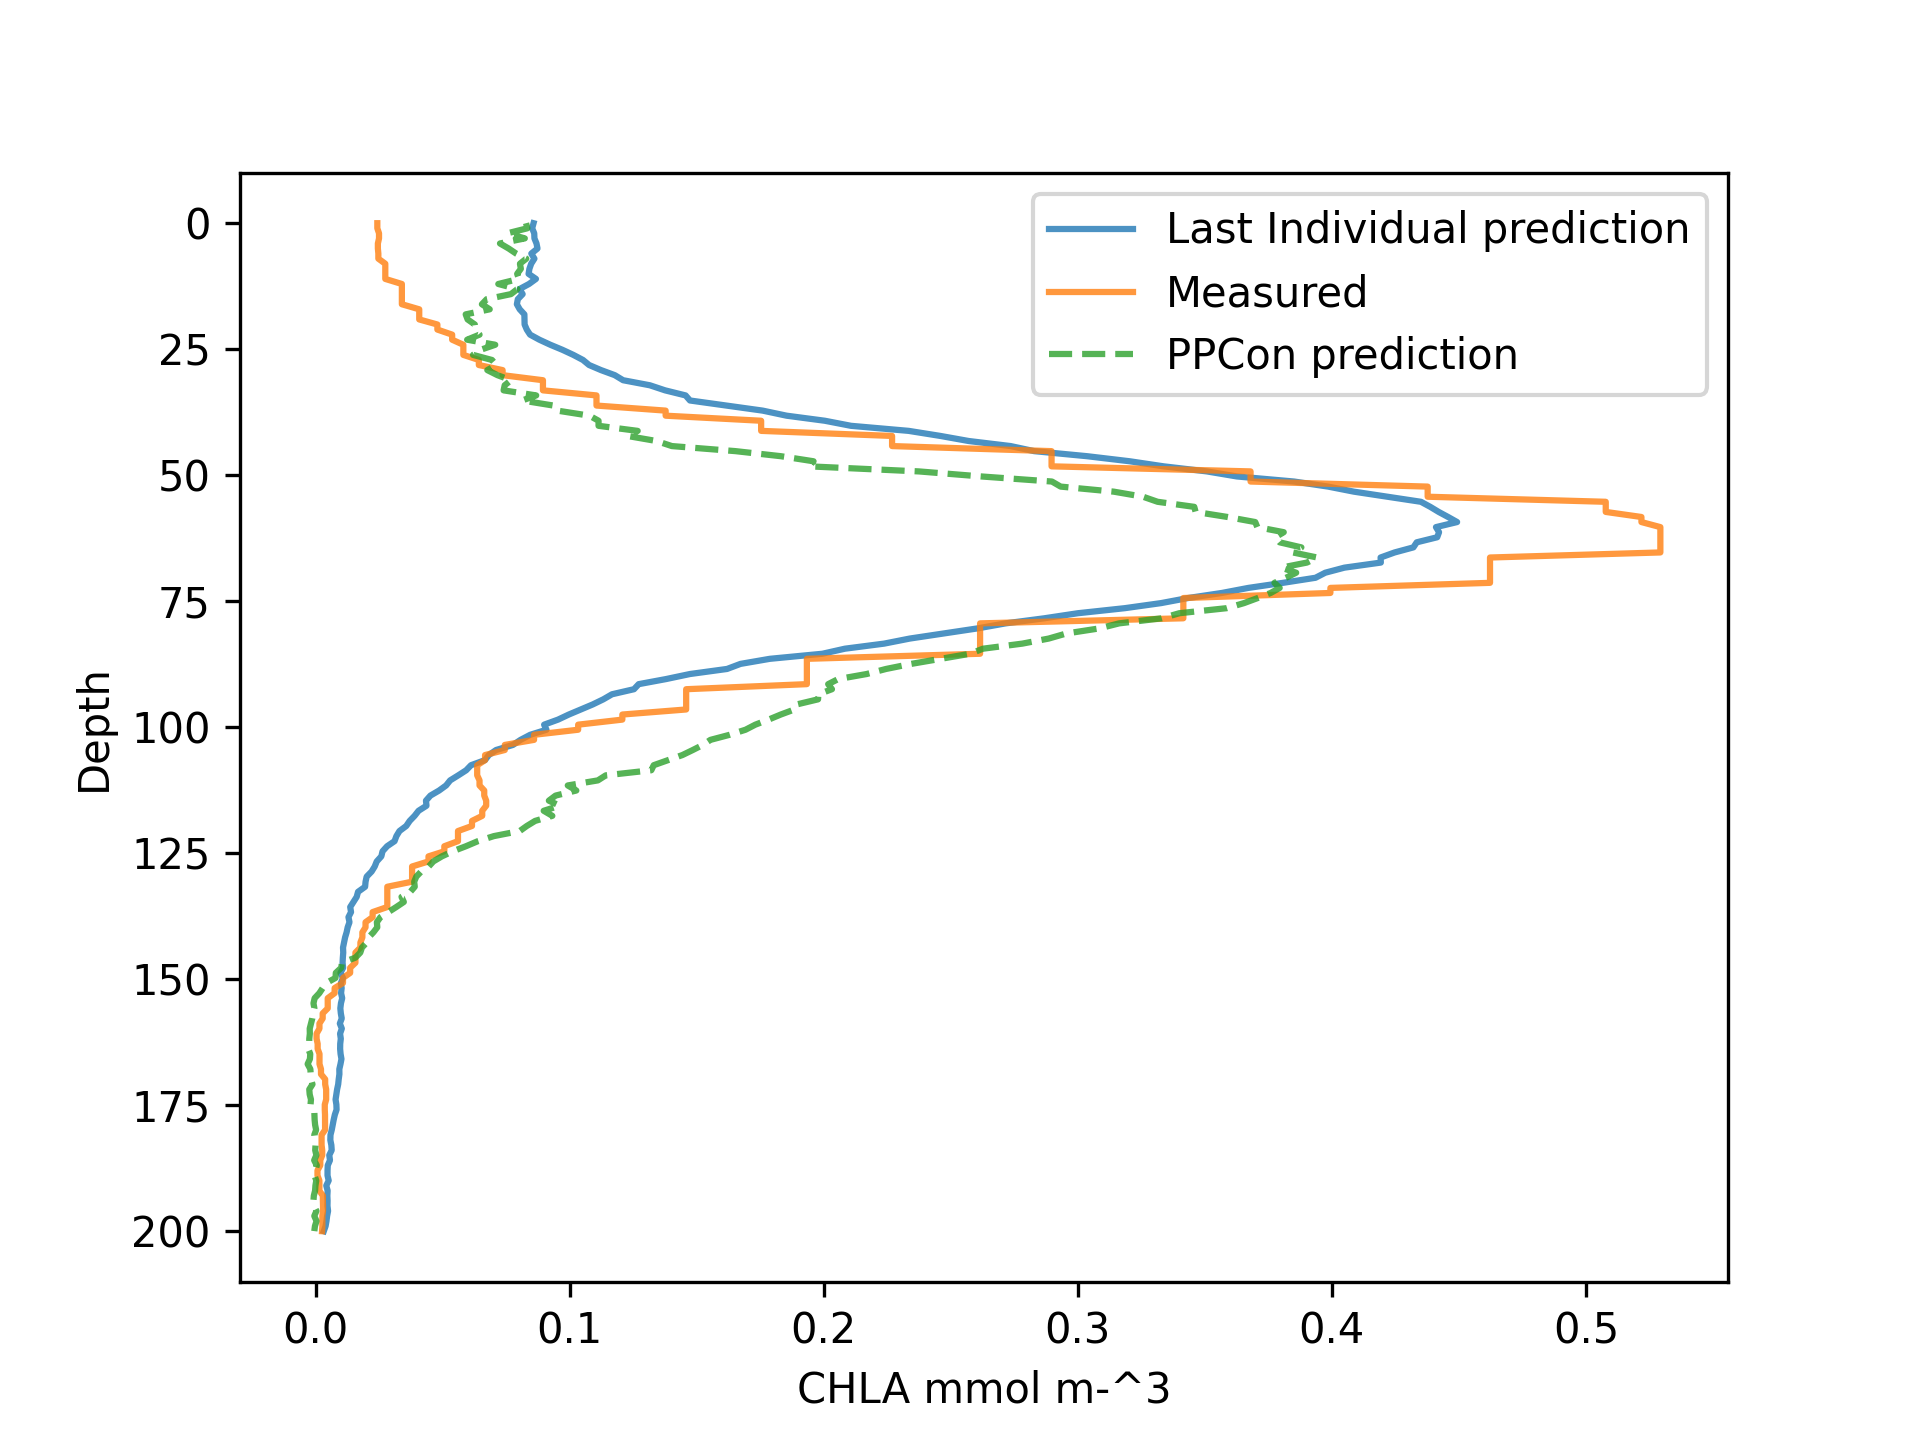 Last Individual prediction
Measured
PPCon prediction
0
25
50
75
100
125
150
175
200
Depth
0.0 0.1 0.2 0.3 0.4 0.5
CHLA mmol m-^3